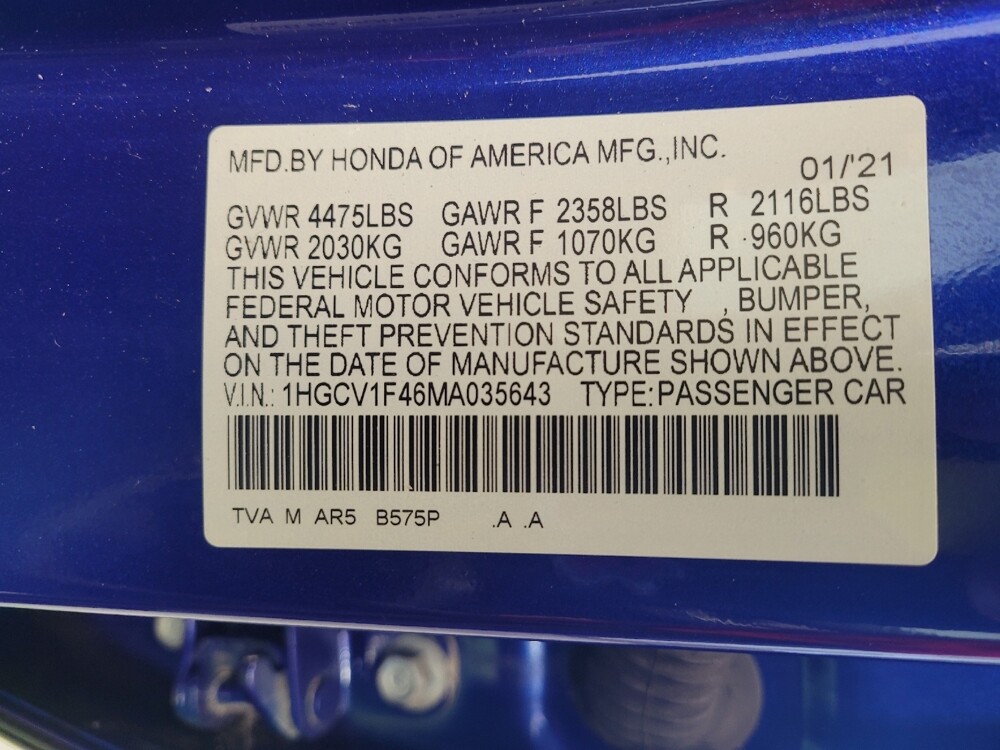 MFD.BY HONDA OF AMERICA MFG.,INC.
01/'21
GVWR 4475LBS GAWR F 2358LBS R 2116LBS
GVWR 2030KG GAWR F 1070KG R 960KG
THIS VEHICLE CONFORMS TO ALL APPLICABLE
FEDERAL MOTOR VEHICLE SAFETY , BUMPER,
AND THEFT PREVENTION STANDARDS IN EFFECT
ON THE DATE OF MANUFACTURE SHOWN ABOVE.
V.I.N.: 1HGCV1F46MA035643 TYPE:PASSENGER CAR
TVA M AR5 B575P .A .A